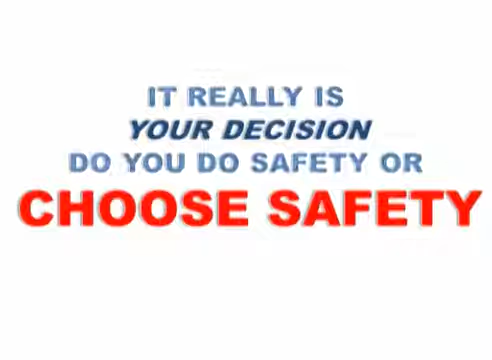 IT REALLY IS
YOUR DECISION
DO YOU DO SAFETY OR
CHOOSE SAFETY